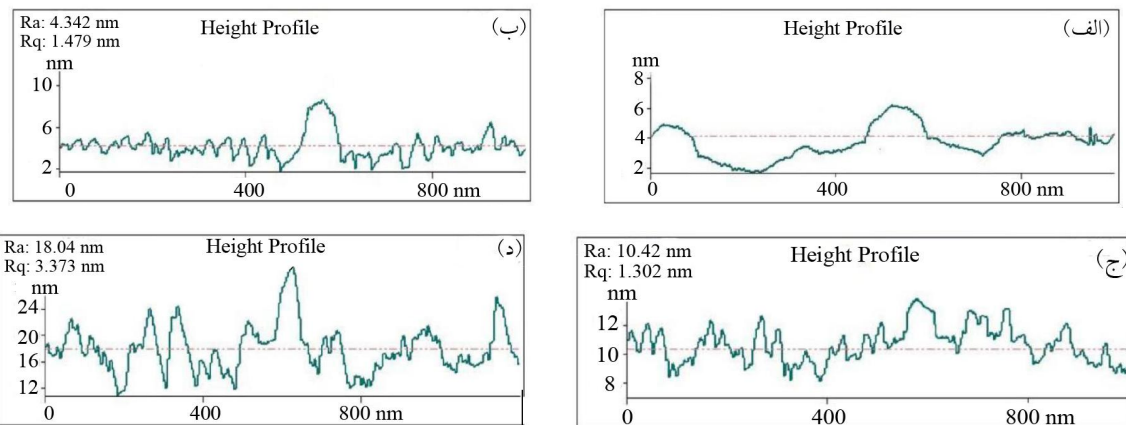 Height Profile
(الف)
nm
8
6
4
2
0
400
800 nm
Ra: 4.342 nm
Rq: 1.479 nm
Height Profile
(ب)
nm
10
6
2
0
400
800 nm
Ra: 10.42 nm
Rq: 1.302 nm
Height Profile
(ج)
nm
12
10
8
0
400
800 nm
Ra: 18.04 nm
Rq: 3.373 nm
Height Profile
(د)
nm
24
20
16
12
0
400
800 nm